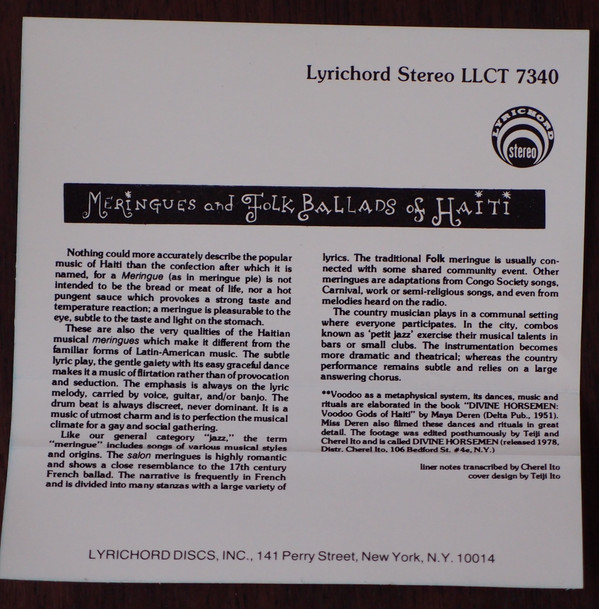 Lyrichord Stereo LLCT 7340
LYRICHORD
stereo
MERINGUES and FOLK BALLADS of HAITI
Nothing could more accurately describe the popular
music of Haiti than the confection after which it is
named, for a Meringue (as in meringue pie) is not
intended to be the bread or meat of life, nor a hot
pungent sauce which provokes a strong taste and
temperature reaction; a meringue is pleasurable to the
eye, subtle to the taste and light on the stomach.
These are also the very qualities of the Haitian
musical meringues which make it different from the
familiar forms of Latin-American music. The subtle
lyric play, the gentle gaiety with its easy graceful dance
makes it a music of flirtation rather than of provocation
and seduction. The emphasis is always on the lyric
melody, carried by voice, guitar, and/or banjo. The
drum beat is always discreet, never dominant. It is a
music of utmost charm and is to perfection the musical
climate for a gay and social gathering.
Like our general category "jazz," the term
"meringue" includes songs of various musical styles
and origins. The salon meringues is highly romantic
and shows a close resemblance to the 17th century
French ballad. The narrative is frequently in French
and is divided into many stanzas with a large variety of
lyrics. The traditional Folk meringue is usually con-
nected with some shared community event. Other
meringues are adaptations from Congo Society songs,
Carnival, work or semi-religious songs, and even from
melodies heard on the radio.
The country musician plays in a communal setting
where everyone participates. In the city, combos
known as 'petit jazz' exercise their musical talents in
bars or small clubs. The instrumentation becomes
more dramatic and theatrical; whereas the country
performance remains subtle and relies on a large
answering chorus.
**Voodoo as a metaphysical system, its dances, music and
rituals are elaborated in the book "DIVINE HORSEMEN:
Voodoo Gods of Haiti" by Maya Deren (Delta Pub., 1951).
Miss Deren also filmed these dances and rituals in great
detail. The footage was edited posthumously by Teiji and
Cherel Ito and is called DIVINE HORSEMEN (released 1978,
Distr. Cherel Ito, 106 Bedford St. #4e, N.Y.)
liner notes transcribed by Cherel Ito
cover design by Teiji Ito
LYRICHORD DISCS, INC., 141 Perry Street, New York, N.Y. 10014